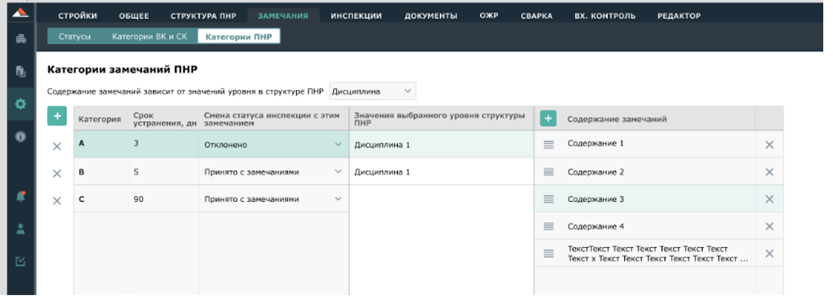 СТРОЙКИ ОБЩЕЕ СТРУКТУРА ПНР ЗАМЕЧАНИЯ ИНСПЕКЦИИ ДОКУМЕНТЫ ОЖР СВАРКА ВХ. КОНТРОЛЬ РЕДАКТОР
Статусы Категории ВК и СК Категории ПНР
Категории замечаний ПНР
Содержание замечаний зависит от значений уровня в структуре ПНР Дисциплина
Категория
Срок
устранения, дн
Смена статуса инспекции с этим
замечанием
Значения выбранного уровня структуры
ПНР
Содержание замечаний
A 3 Отклонено Дисциплина 1
B 5 Принято с замечаниями Дисциплина 1
C 90 Принято с замечаниями
Содержание 1
Содержание 2
Содержание 3
Содержание 4
ТекстТекст Текст Текст Текст Текст Текст
Текст х Текст Текст Текст Текст Текст Текст ...